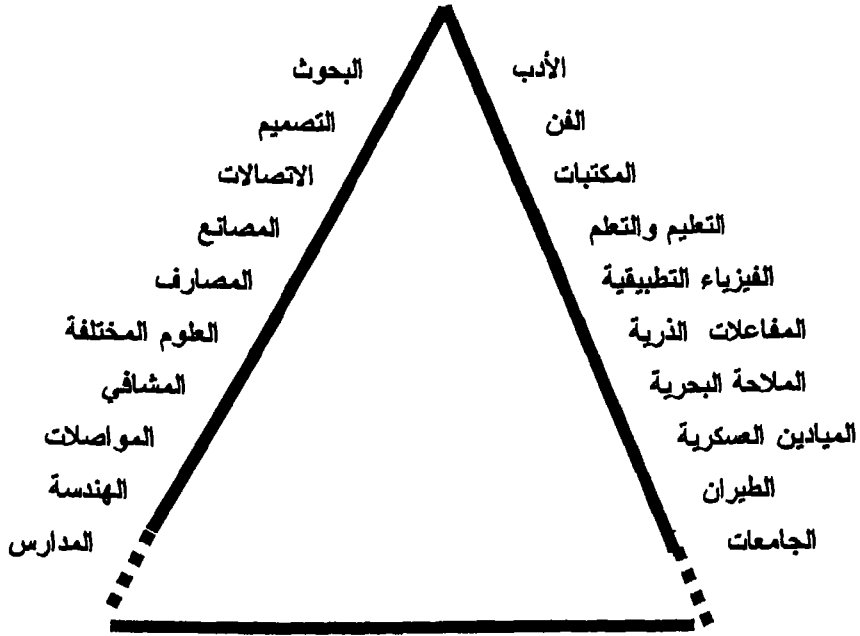 الأدب
الفن
المكتبات
التعليم والتعلم
الفيزياء التطبيقية
المفاعلات الذرية
الملاحة البحرية
الميادين العسكرية
الطيران
الجامعات
البحوث
التصميم
الاتصالات
المصانع
المصارف
العلوم المختلفة
المشافي
المواصلات
الهندسة
المدارس